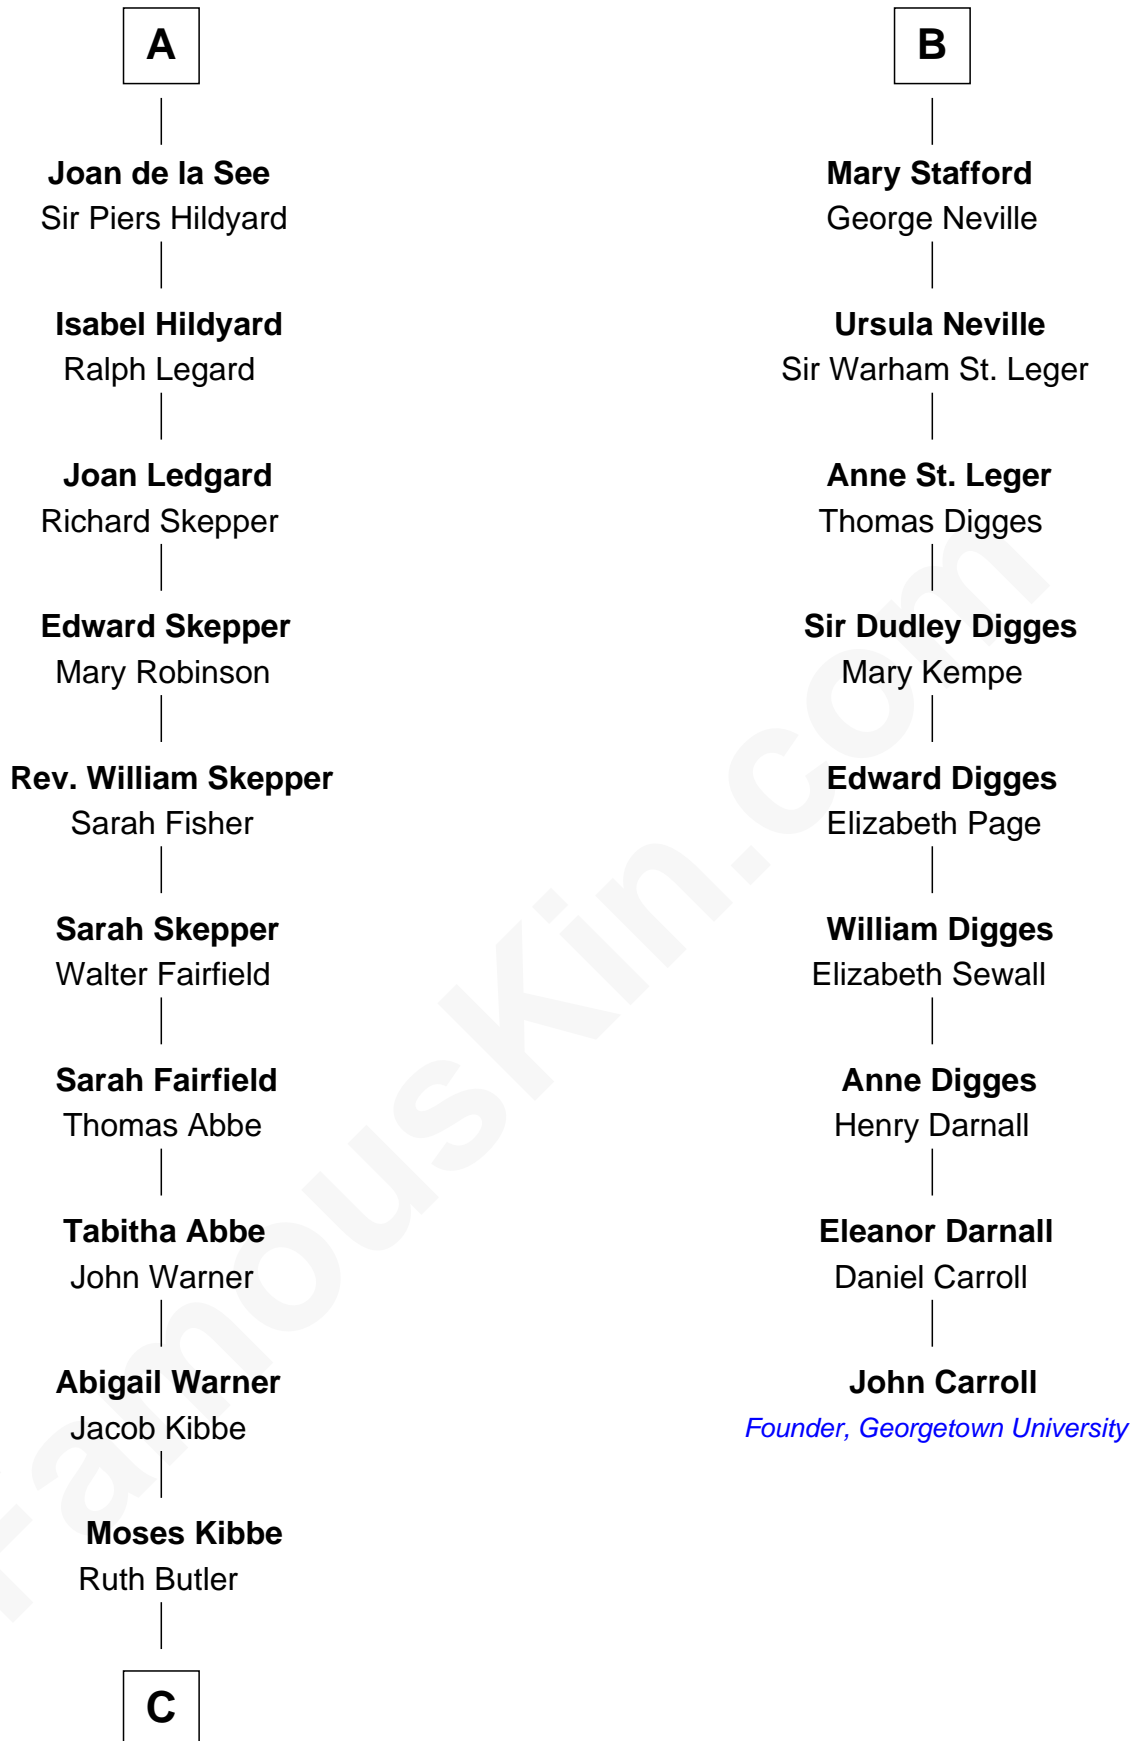 A
Joan de la See
Sir Piers Hildyard
Isabel Hildyard
Ralph Legard
Joan Ledgard
Richard Skepper
Edward Skepper
Mary Robinson
Rev. William Skepper
Sarah Fisher
Sarah Skepper
Walter Fairfield
Sarah Fairfield
Thomas Abbe
Tabitha Abbe
John Warner
Abigail Warner
Jacob Kibbe
Moses Kibbe
Ruth Butler
C
B
Mary Stafford
George Neville
Ursula Neville
Sir Warham St. Leger
Anne St. Leger
Thomas Digges
Sir Dudley Digges
Mary Kempe
Edward Digges
Elizabeth Page
William Digges
Elizabeth Sewall
Anne Digges
Henry Darnall
Eleanor Darnall
Daniel Carroll
John Carroll
Founder, Georgetown University
FamousKin.com